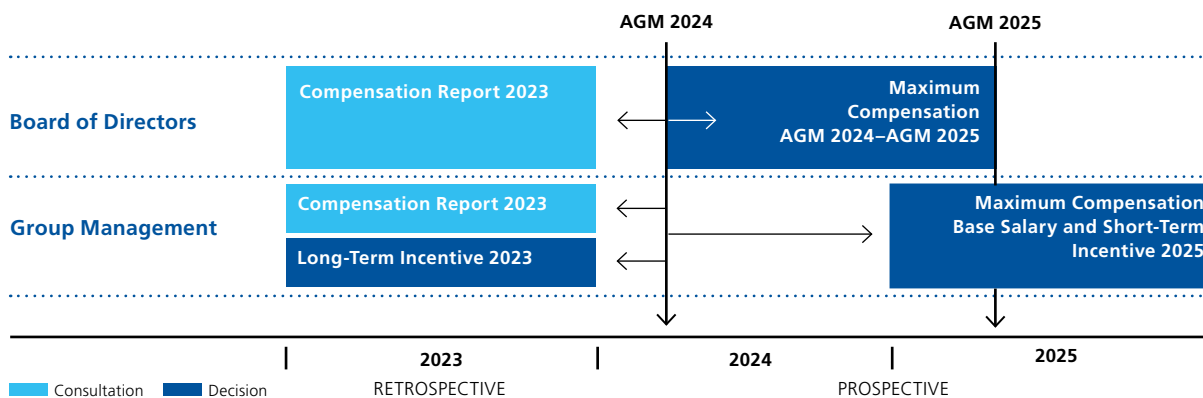 AGM 2024
AGM 2025
Board of Directors
Compensation Report 2023
Maximum
Compensation
AGM 2024–AGM 2025
Group Management
Compensation Report 2023
Long-Term Incentive 2023
Maximum Compensation
Base Salary and Short-Term
Incentive 2025
2023
2024
2025
Consultation
Decision
RETROSPECTIVE
PROSPECTIVE